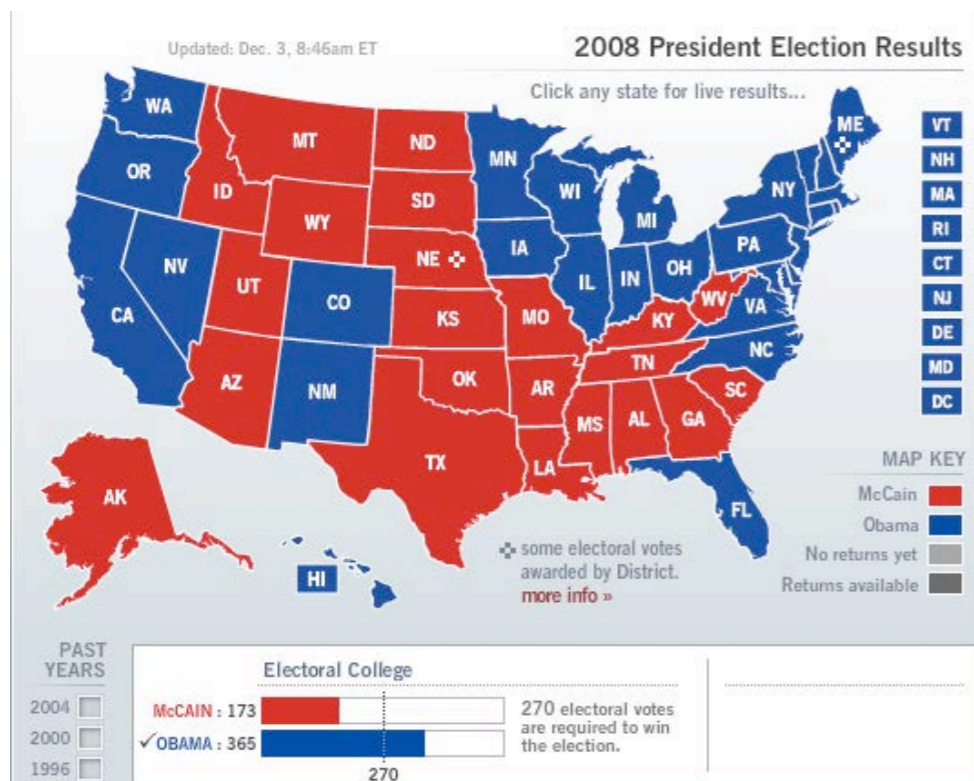 Updated: Dec. 3, 8:46am ET
2008 President Election Results
Click any state for live results...
WA
MT
ND
MN
ME
VT
OR
ID
SD
WI
NY
NH
WY
MI
MA
NE
IA
PA
RI
NV
UT
CO
IL
IN
OH
CT
CA
KS
MO
KY
WV
VA
NJ
AZ
NM
OK
AR
TN
NC
DE
MS
AL
GA
SC
MD
TX
LA
DC
AK
FL
HI
MAP KEY
McCain
Obama
No returns yet
Returns available
some electoral votes
awarded by District.
more info »
PAST
YEARS
2004
2000
1996
Electoral College
McCAIN : 173
OBAMA : 365
270
270 electoral votes
are required to win
the election.